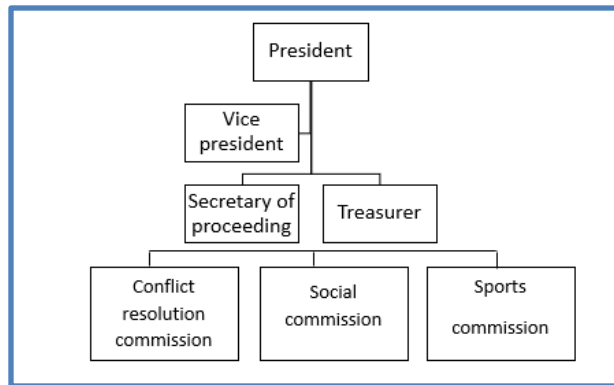 President
Vice
president
Secretary of
proceeding
Treasurer
Conflict
resolution
commission
Social
commission
Sports
commission